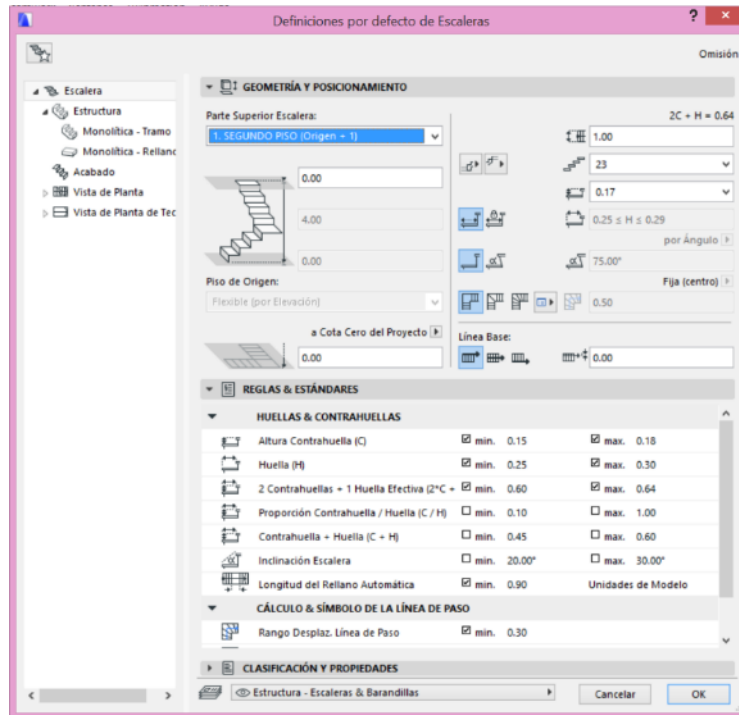 Definiciones por defecto de Escaleras
? ×
Omisión
Escalera
Estructura
Monolítica - Tramo
Monolítica - Rellanc
Acabado
Vista de Planta
Vista de Planta de Tec
GEOMETRÍA Y POSICIONAMIENTO
Parte Superior Escalera:
1. SEGUNDO PISO (Origen + 1)
0.00
4.00
0.00
Piso de Origen:
Flexible (por Elevación)
a Cota Cero del Proyecto
0.00
2C + H = 0.64
1.00
23
0.17
0.25 ≤ H ≤ 0.29
por Ángulo
75.00°
Fija (centro)
0.50
Línea Base:
0.00
REGLAS & ESTÁNDARES
HUELLAS & CONTRAHUELLAS
Altura Contrahuella (C) min. 0.15 max. 0.18
Huella (H) min. 0.25 max. 0.30
2 Contrahuellas + 1 Huella Efectiva (2*C + min. 0.60 max. 0.64
Proporción Contrahuella / Huella (C / H) min. 0.10 max. 1.00
Contrahuella + Huella (C + H) min. 0.45 max. 0.60
Inclinación Escalera min. 20.00° max. 30.00°
Longitud del Rellano Automática min. 0.90 Unidades de Modelo
CÁLCULO & SÍMBOLO DE LA LÍNEA DE PASO
Rango Desplaz. Línea de Paso min. 0.30
CLASIFICACIÓN Y PROPIEDADES
Estructura - Escaleras & Barandillas
Cancelar
OK